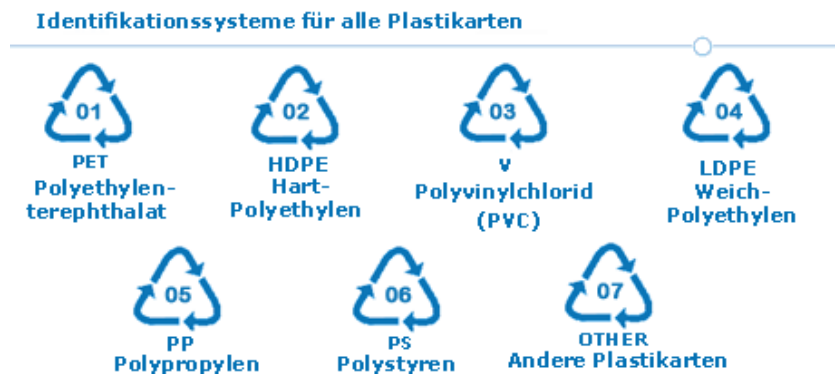 Identifikationssysteme für alle Plastikarten
01
02
03
04
PET
HDPE
V
LDPE
Polyethylen-
terephthalat
Hart-
Polyethylen
Polyvinylchlorid
(PVC)
Weich-
Polyethylen
05
06
07
PP
PS
OTHER
Polypropylen
Polystyren
Andere Plastikarten